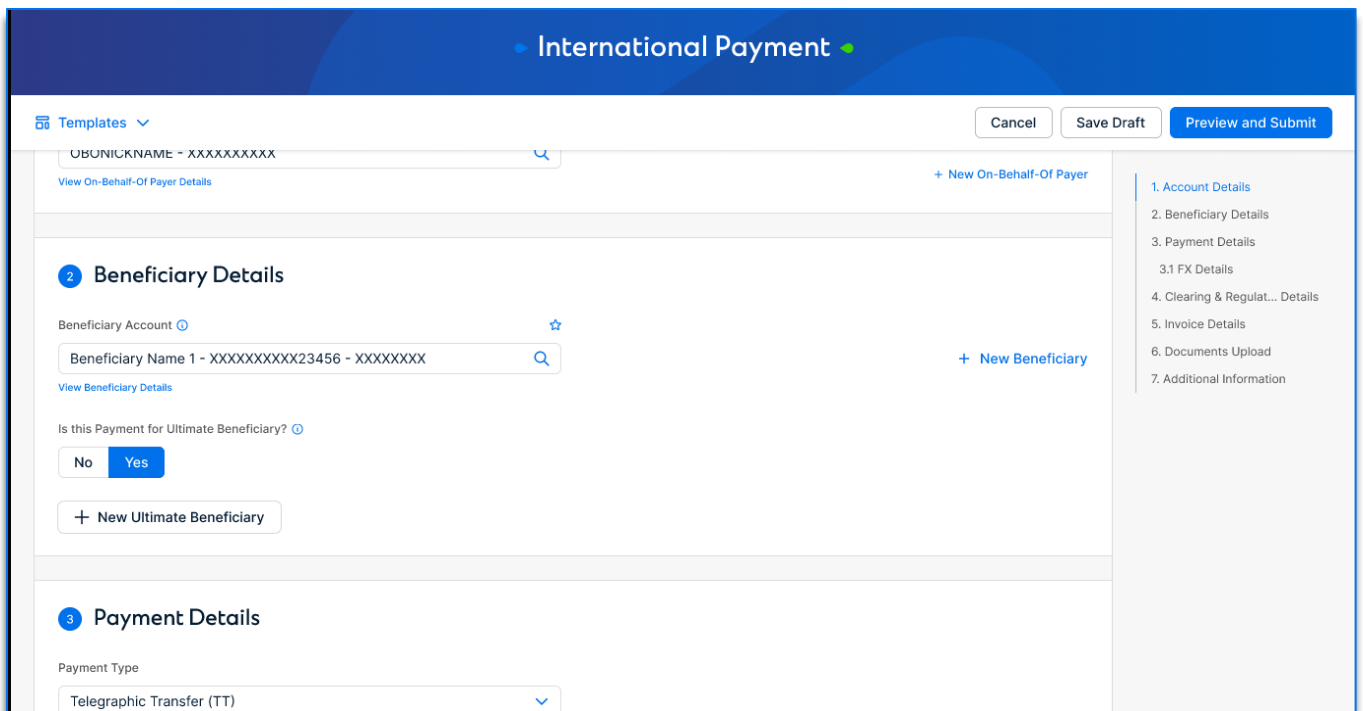 International Payment
Templates
Cancel
Save Draft
Preview and Submit
OBONICKNAME - XXXXXXXXXX
View On-Behalf-Of Payer Details
+ New On-Behalf-Of Payer
2 Beneficiary Details
Beneficiary Account
Beneficiary Name 1 - XXXXXXXXXX23456 - XXXXXXXX
+ New Beneficiary
View Beneficiary Details
Is this Payment for Ultimate Beneficiary?
No
Yes
+ New Ultimate Beneficiary
3 Payment Details
Payment Type
Telegraphic Transfer (TT)
1. Account Details
2. Beneficiary Details
3. Payment Details
3.1 FX Details
4. Clearing & Regulat... Details
5. Invoice Details
6. Documents Upload
7. Additional Information